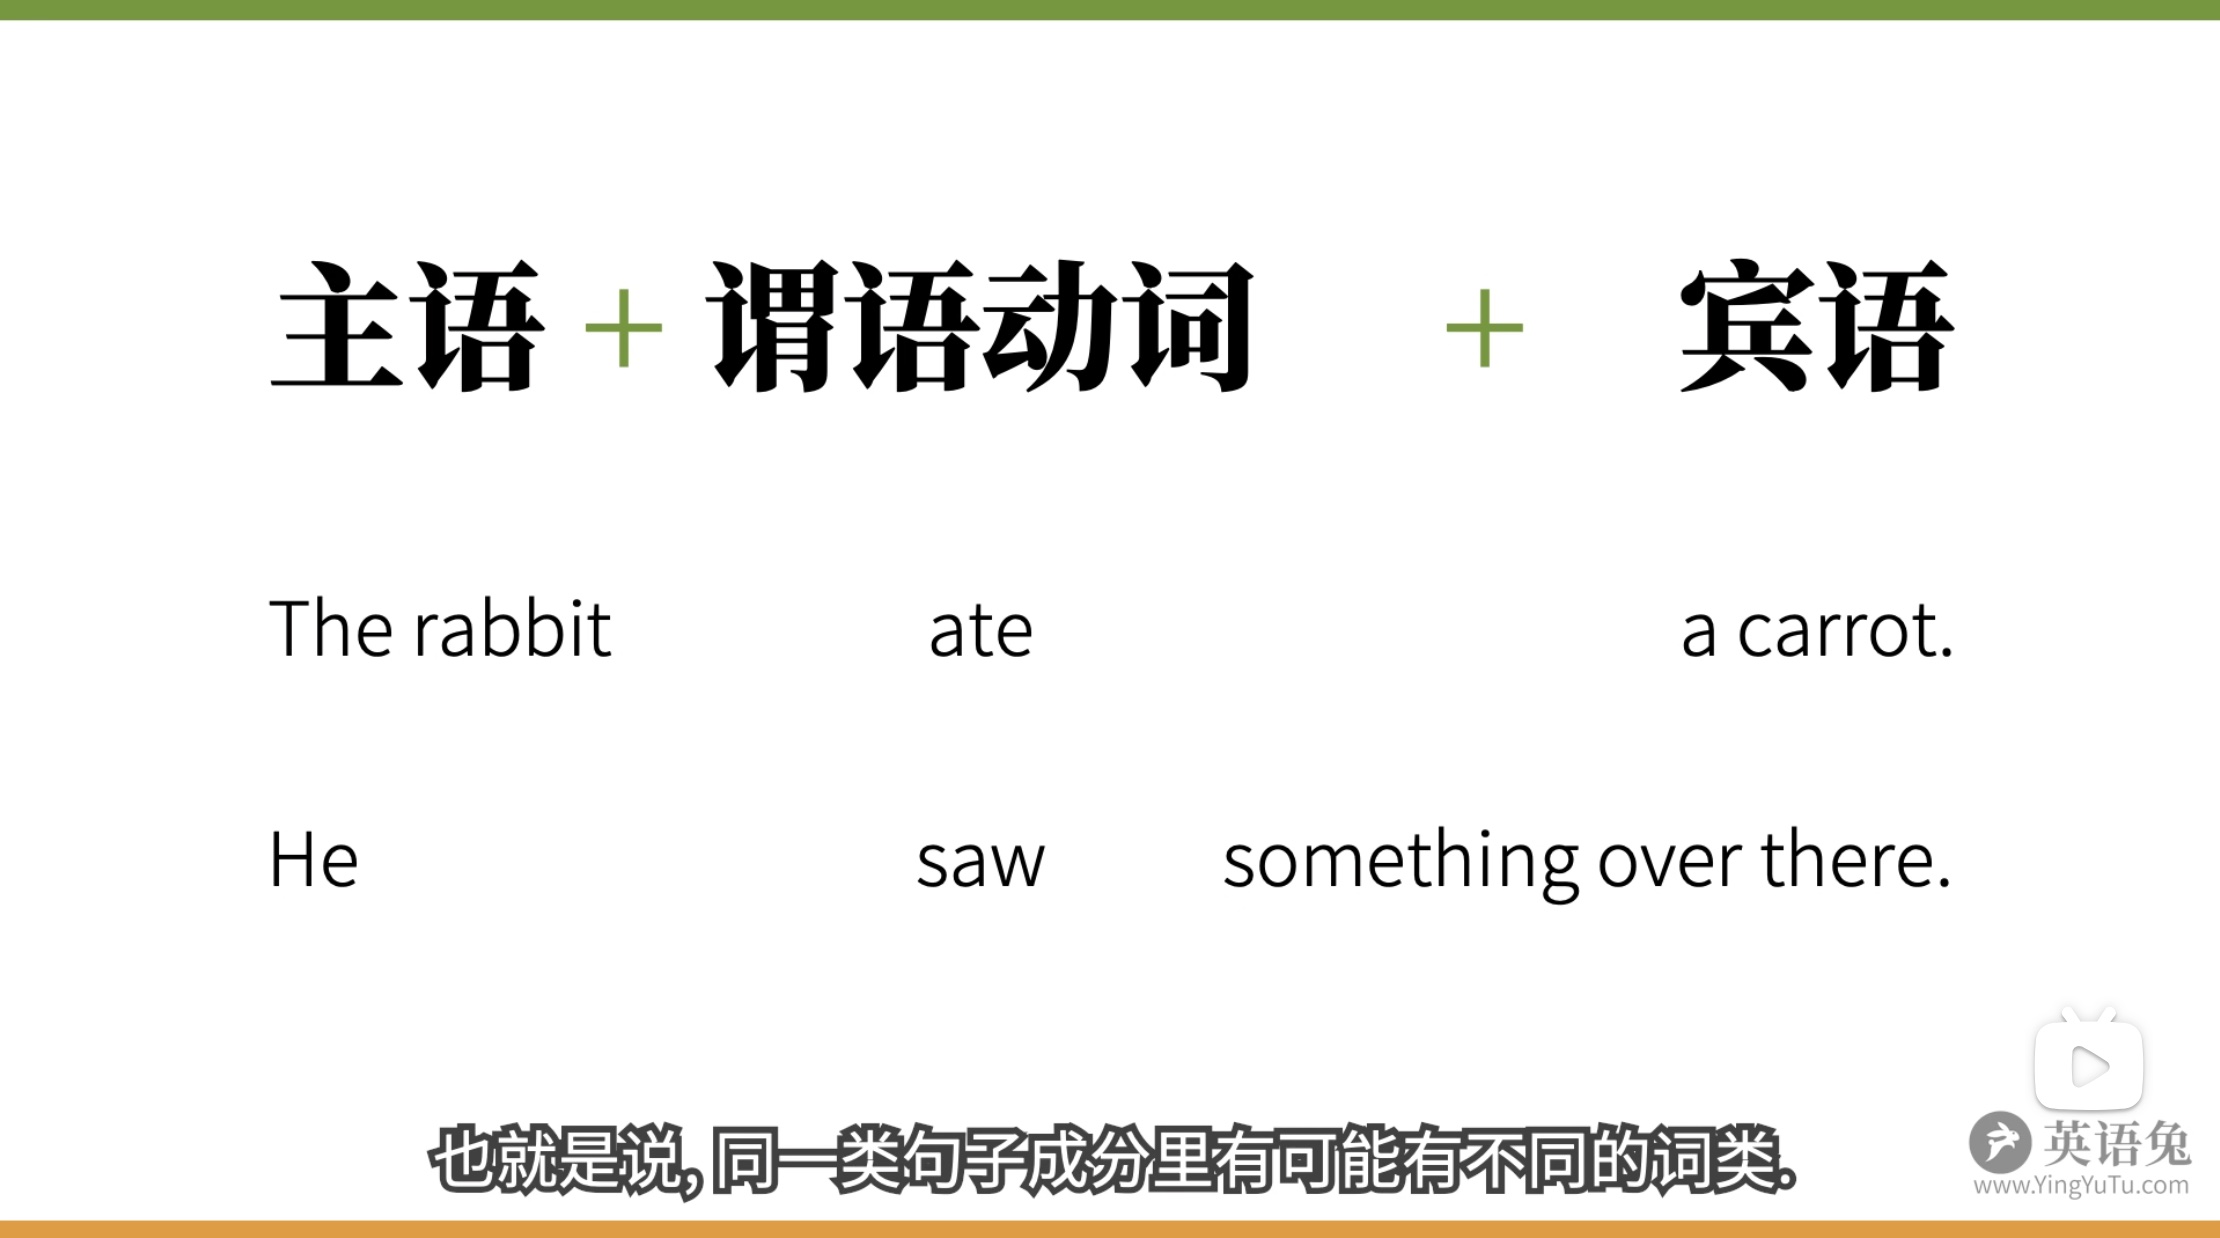 主语 + 谓语动词 + 宾语
The rabbit ate a carrot.
He saw something over there.
也就是说, 同一类句子成分里有可能有不同的词类。
英语兔
www.YingYuTu.com